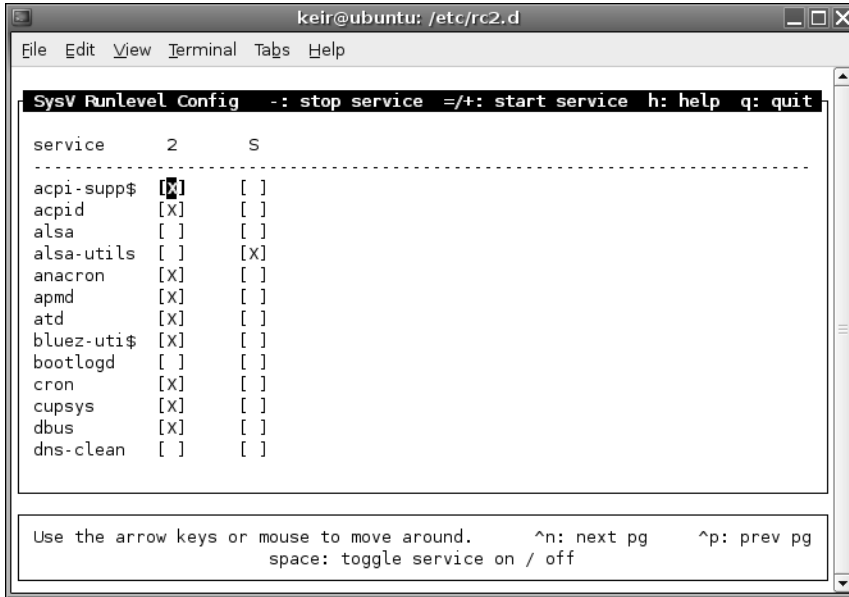 keir@ubuntu: /etc/rc2.d
File Edit View Terminal Tabs Help
SysV Runlevel Config -: stop service =/+: start service h: help q: quit
service 2 S
--------------------------------------------------------------------------------
acpi-supp$ [X] [ ]
acpid [X] [ ]
alsa [ ] [ ]
alsa-utils [ ] [X]
anacron [X] [ ]
apmd [X] [ ]
atd [X] [ ]
bluez-uti$ [X] [ ]
bootlogd [ ] [ ]
cron [X] [ ]
cupsys [X] [ ]
dbus [X] [ ]
dns-clean [ ] [ ]
Use the arrow keys or mouse to move around. ^n: next pg ^p: prev pg
space: toggle service on / off